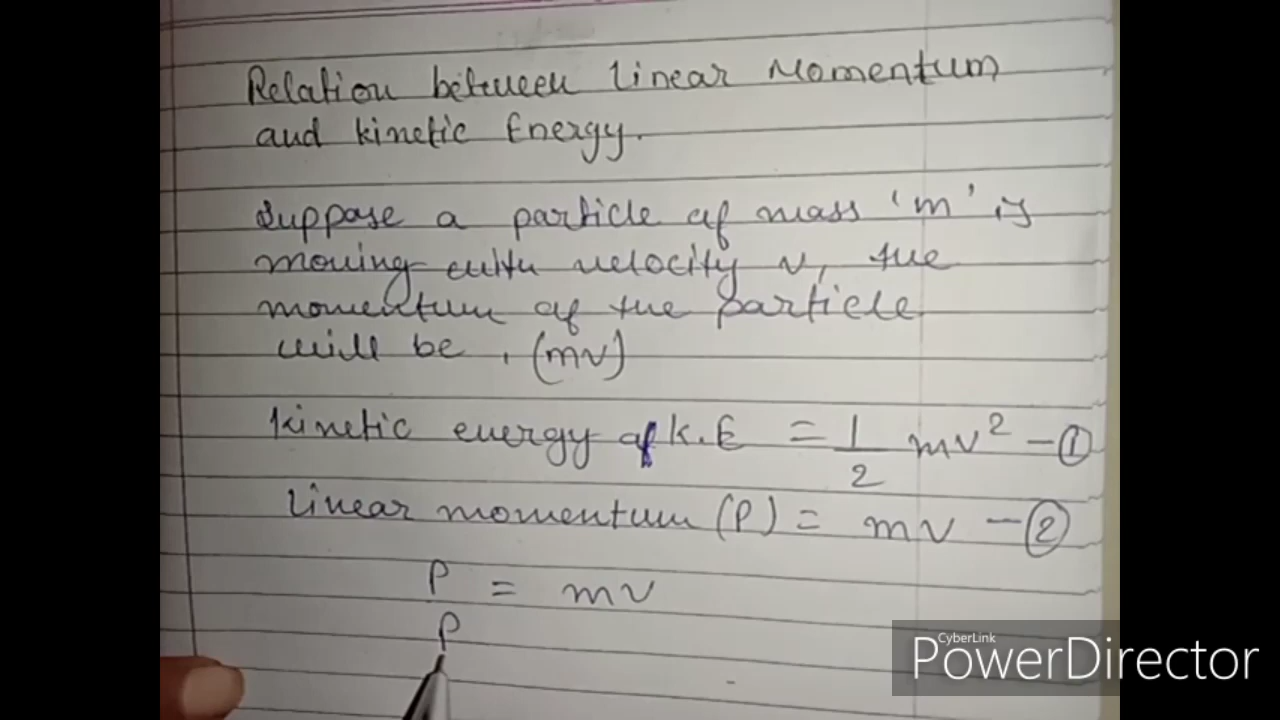 Relation between Linear Momentum
and kinetic Energy.
Suppose a particle of mass 'm' is
moving with velocity v, the
momentum of the particle
will be . (mv)
Kinetic energy of K.E = 1/2 mv² - ①
Linear momentum (P) = mv - ②
P = mv
P
CyberLink
PowerDirector